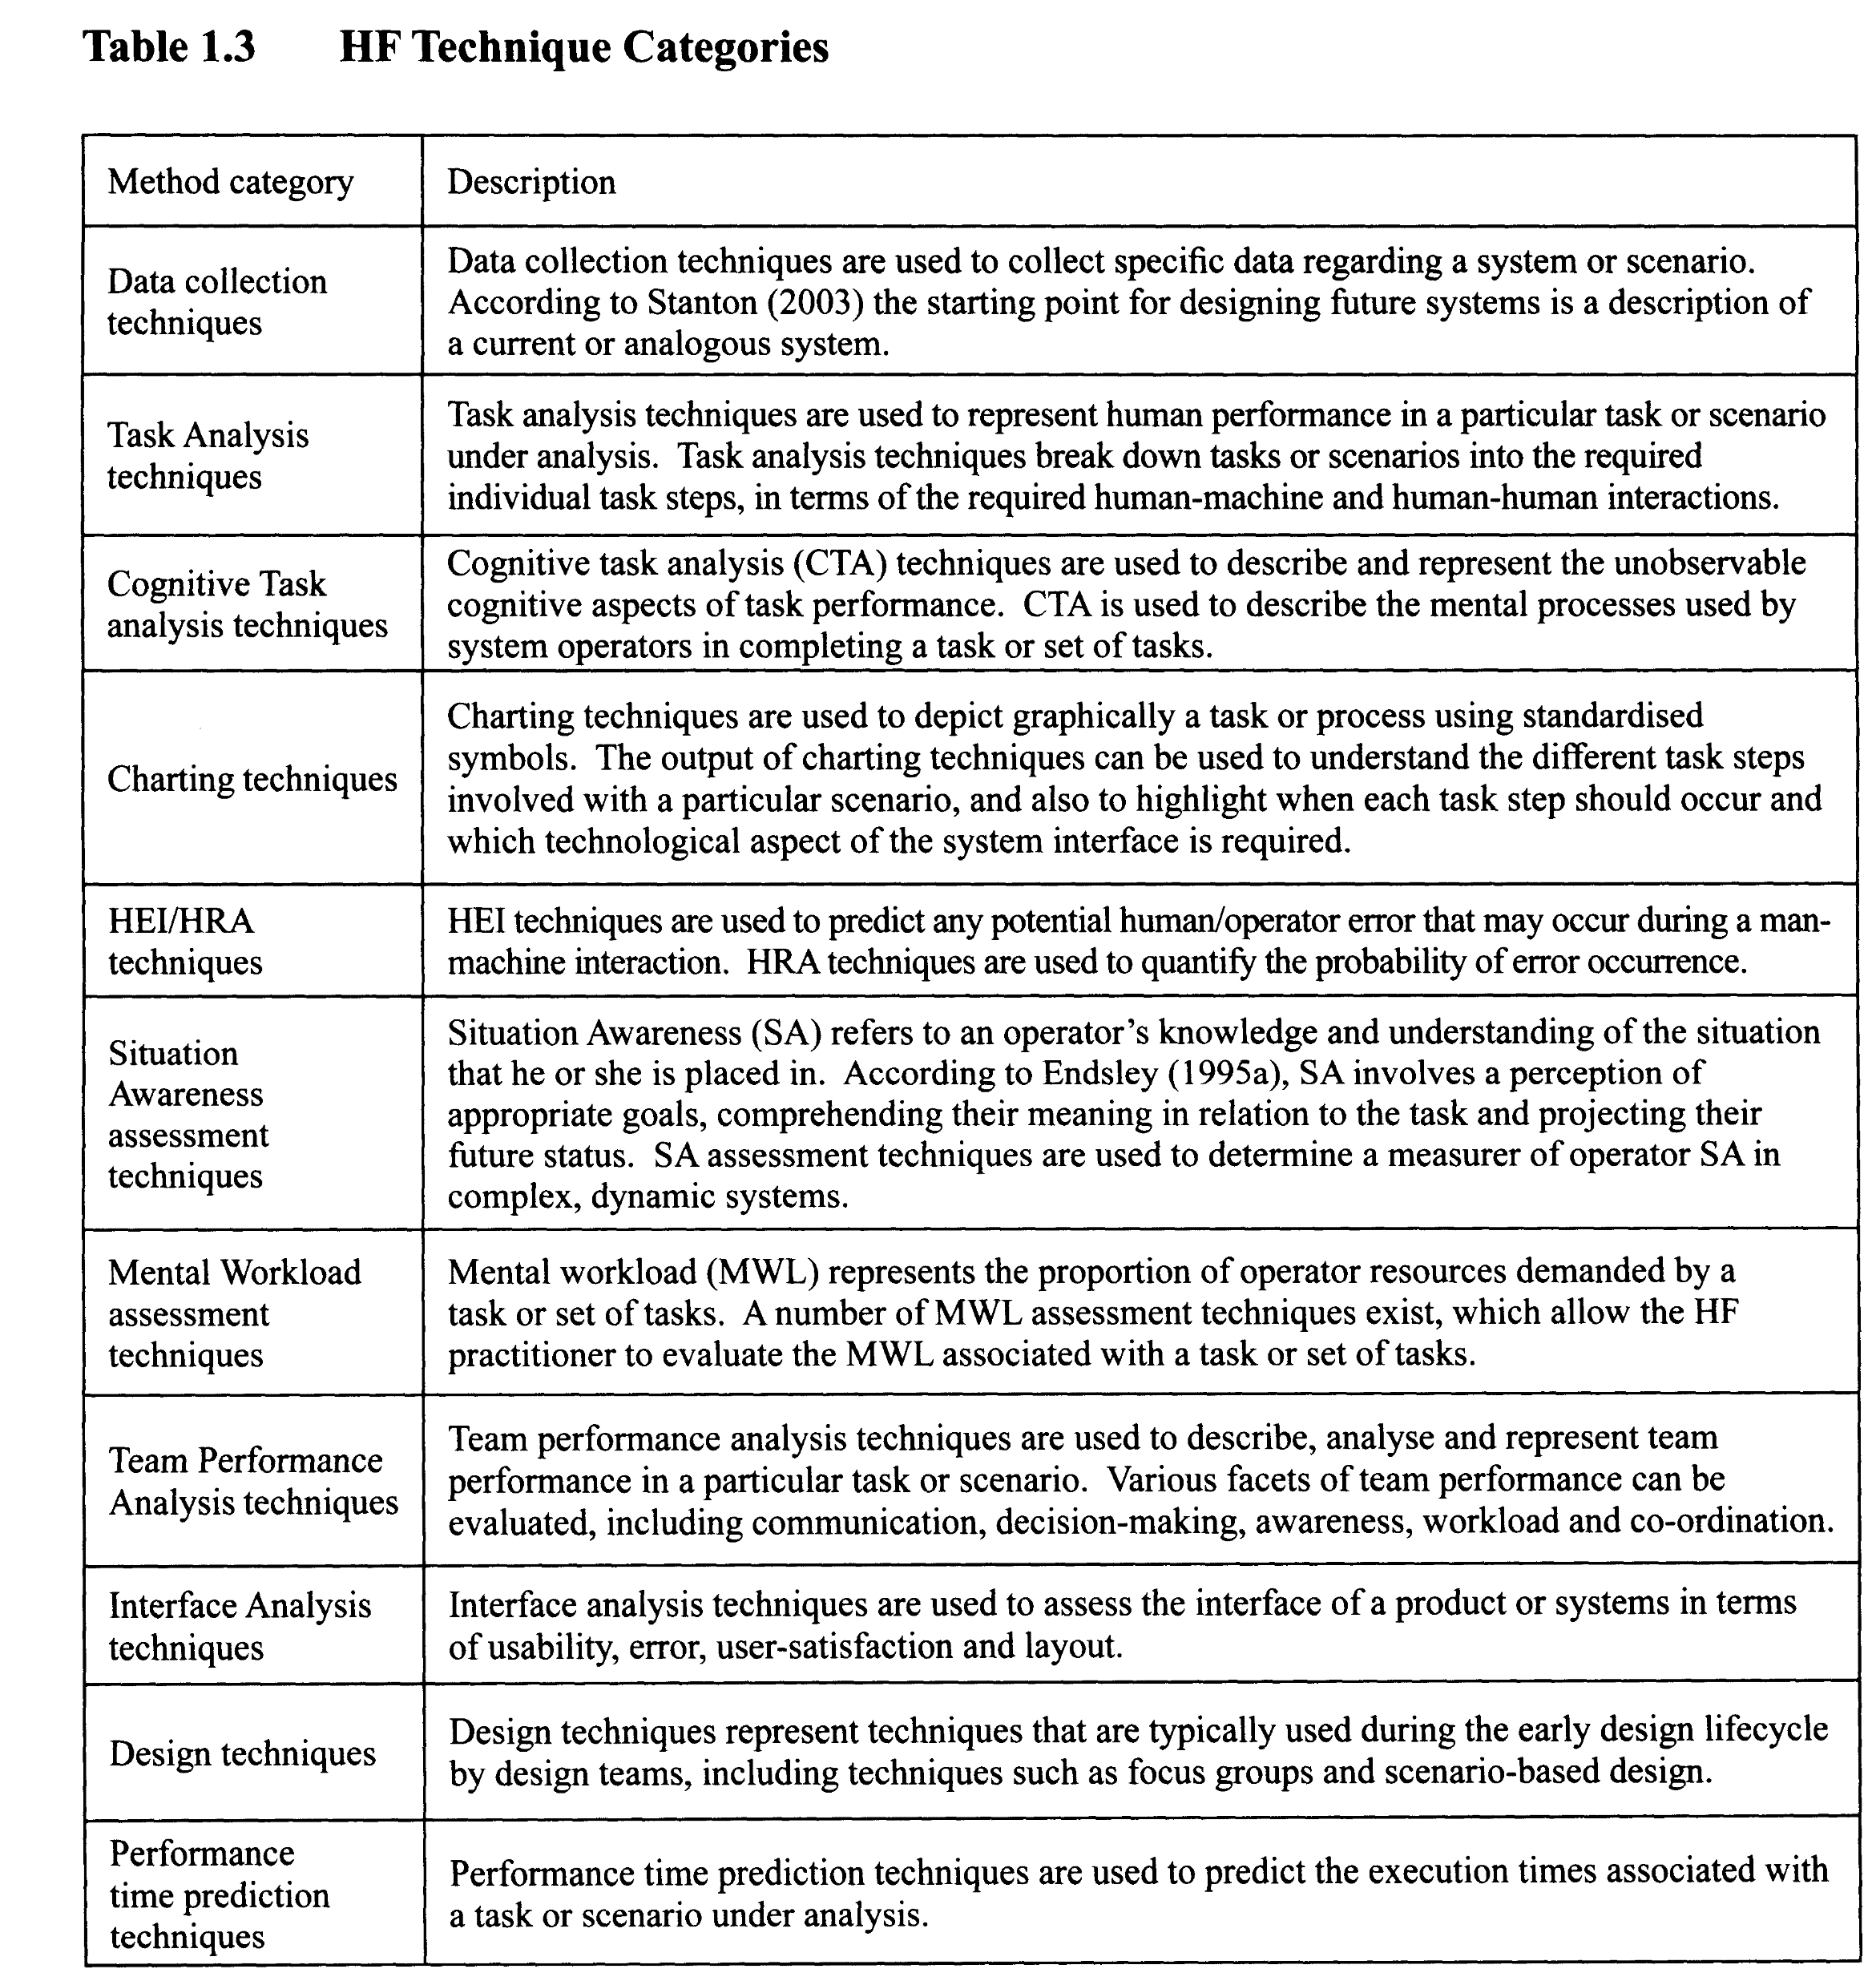 Table 1.3 HF Technique Categories
Method category
Description
Data collection
techniques
Data collection techniques are used to collect specific data regarding a system or scenario.
According to Stanton (2003) the starting point for designing future systems is a description of
a current or analogous system.
Task Analysis
techniques
Task analysis techniques are used to represent human performance in a particular task or scenario
under analysis. Task analysis techniques break down tasks or scenarios into the required
individual task steps, in terms of the required human-machine and human-human interactions.
Cognitive Task
analysis techniques
Cognitive task analysis (CTA) techniques are used to describe and represent the unobservable
cognitive aspects of task performance. CTA is used to describe the mental processes used by
system operators in completing a task or set of tasks.
Charting techniques
Charting techniques are used to depict graphically a task or process using standardised
symbols. The output of charting techniques can be used to understand the different task steps
involved with a particular scenario, and also to highlight when each task step should occur and
which technological aspect of the system interface is required.
HEI/HRA
techniques
HEI techniques are used to predict any potential human/operator error that may occur during a man-
machine interaction. HRA techniques are used to quantify the probability of error occurrence.
Situation
Awareness
assessment
techniques
Situation Awareness (SA) refers to an operator's knowledge and understanding of the situation
that he or she is placed in. According to Endsley (1995a), SA involves a perception of
appropriate goals, comprehending their meaning in relation to the task and projecting their
future status. SA assessment techniques are used to determine a measurer of operator SA in
complex, dynamic systems.
Mental Workload
assessment
techniques
Mental workload (MWL) represents the proportion of operator resources demanded by a
task or set of tasks. A number of MWL assessment techniques exist, which allow the HF
practitioner to evaluate the MWL associated with a task or set of tasks.
Team Performance
Analysis techniques
Team performance analysis techniques are used to describe, analyse and represent team
performance in a particular task or scenario. Various facets of team performance can be
evaluated, including communication, decision-making, awareness, workload and co-ordination.
Interface Analysis
techniques
Interface analysis techniques are used to assess the interface of a product or systems in terms
of usability, error, user-satisfaction and layout.
Design techniques
Design techniques represent techniques that are typically used during the early design lifecycle
by design teams, including techniques such as focus groups and scenario-based design.
Performance
time prediction
techniques
Performance time prediction techniques are used to predict the execution times associated with
a task or scenario under analysis.